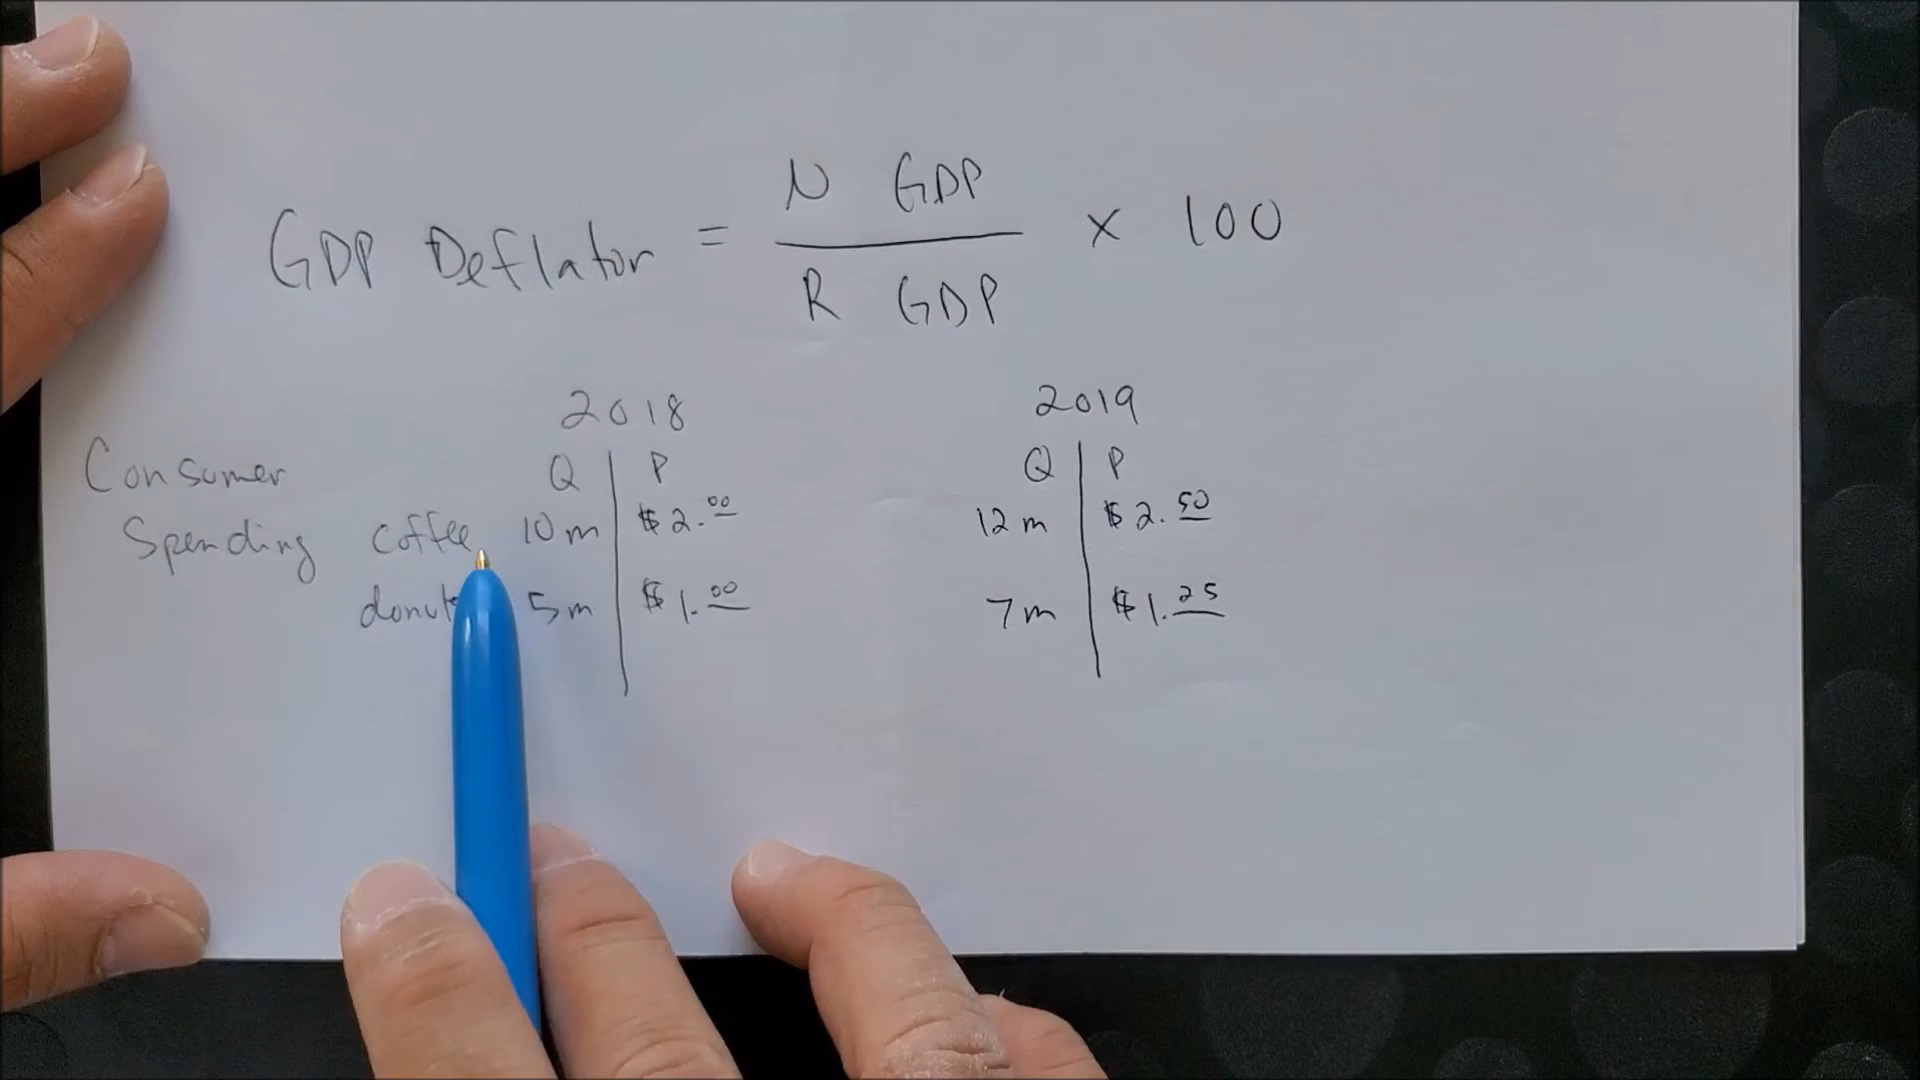 N GDP
GDP Deflator = ——— × 100
R GDP
2018 2019
Consumer Q P Q P
Spending coffee 10m $2.00 12m $2.50
donut 5m $1.00 7m $1.25